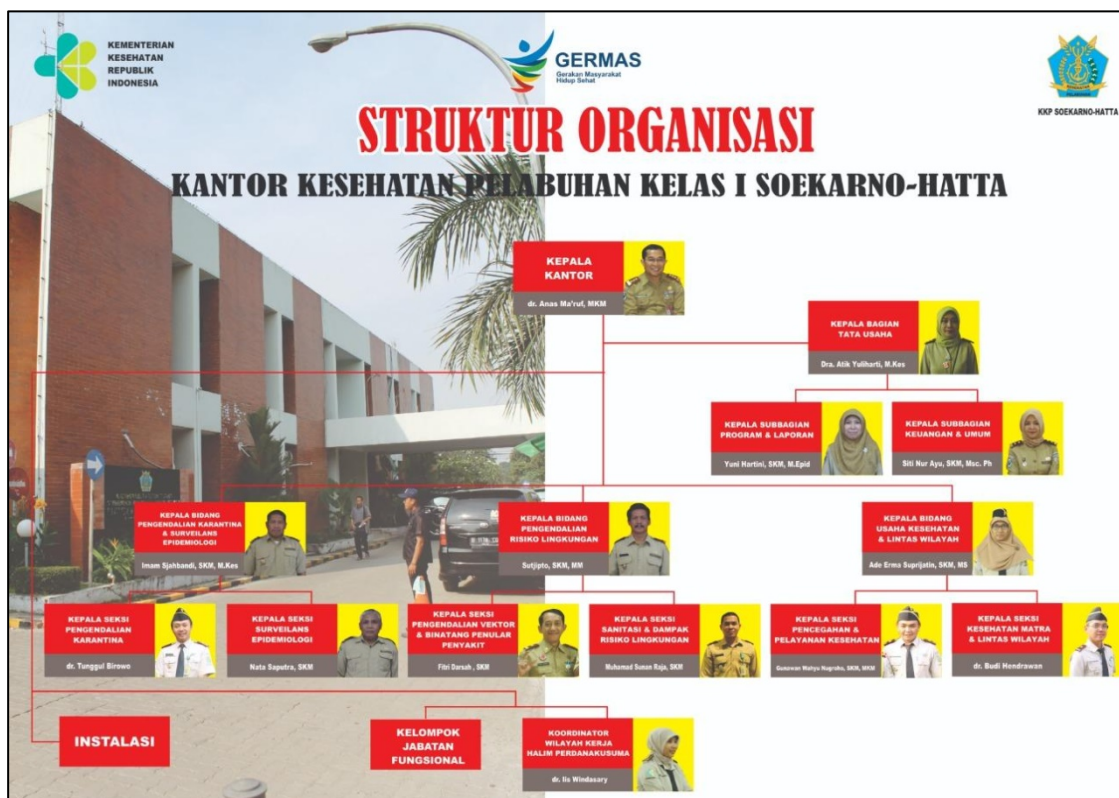 KEMENTERIAN
KESEHATAN
REPUBLIK
INDONESIA
GERMAS
Gerakan Masyarakat
Hidup Sehat
KKP SOEKARNO-HATTA
STRUKTUR ORGANISASI
KANTOR KESEHATAN PELABUHAN KELAS I SOEKARNO-HATTA
KEPALA
KANTOR
dr. Anas Ma'ruf, MKM
KEPALA BAGIAN
TATA USAHA
Dra. Atik Yuliharti, M.Kes
KEPALA SUBBAGIAN
PROGRAM & LAPORAN
Yuni Hartini, SKM, M.Epid
KEPALA SUBBAGIAN
KEUANGAN & UMUM
Siti Nur Ayu, SKM, Msc. Ph
KEPALA BIDANG
PENGENDALIAN KARANTINA
& SURVEILANS
EPIDEMIOLOGI
Imam Sjahbandi, SKM, M.Kes
KEPALA BIDANG
PENGENDALIAN
RISIKO LINGKUNGAN
Sutjipto, SKM, MM
KEPALA BIDANG
USAHA KESEHATAN
& LINTAS WILAYAH
Ade Erma Suprijatin, SKM, MS
KEPALA SEKSI
PENGENDALIAN
KARANTINA
dr. Tunggul Birowo
KEPALA SEKSI
SURVEILANS
EPIDEMIOLOGI
Nata Saputra, SKM
KEPALA SEKSI
PENGENDALIAN VEKTOR
& BINATANG PENULAR
PENYAKIT
Fitri Darsah , SKM
KEPALA SEKSI
SANITASI & DAMPAK
RISIKO LINGKUNGAN
Muhamad Sunan Raja, SKM
KEPALA SEKSI
PENCEGAHAN &
PELAYANAN KESEHATAN
Gunawan Wahyu Nugroho, SKM, MKM
KEPALA SEKSI
KESEHATAN MATRA
& LINTAS WILAYAH
dr. Budi Hendrawan
INSTALASI
KELOMPOK
JABATAN
FUNGSIONAL
KOORDINATOR
WILAYAH KERJA
HALIM PERDANAKUSUMA
dr. Iis Windasary